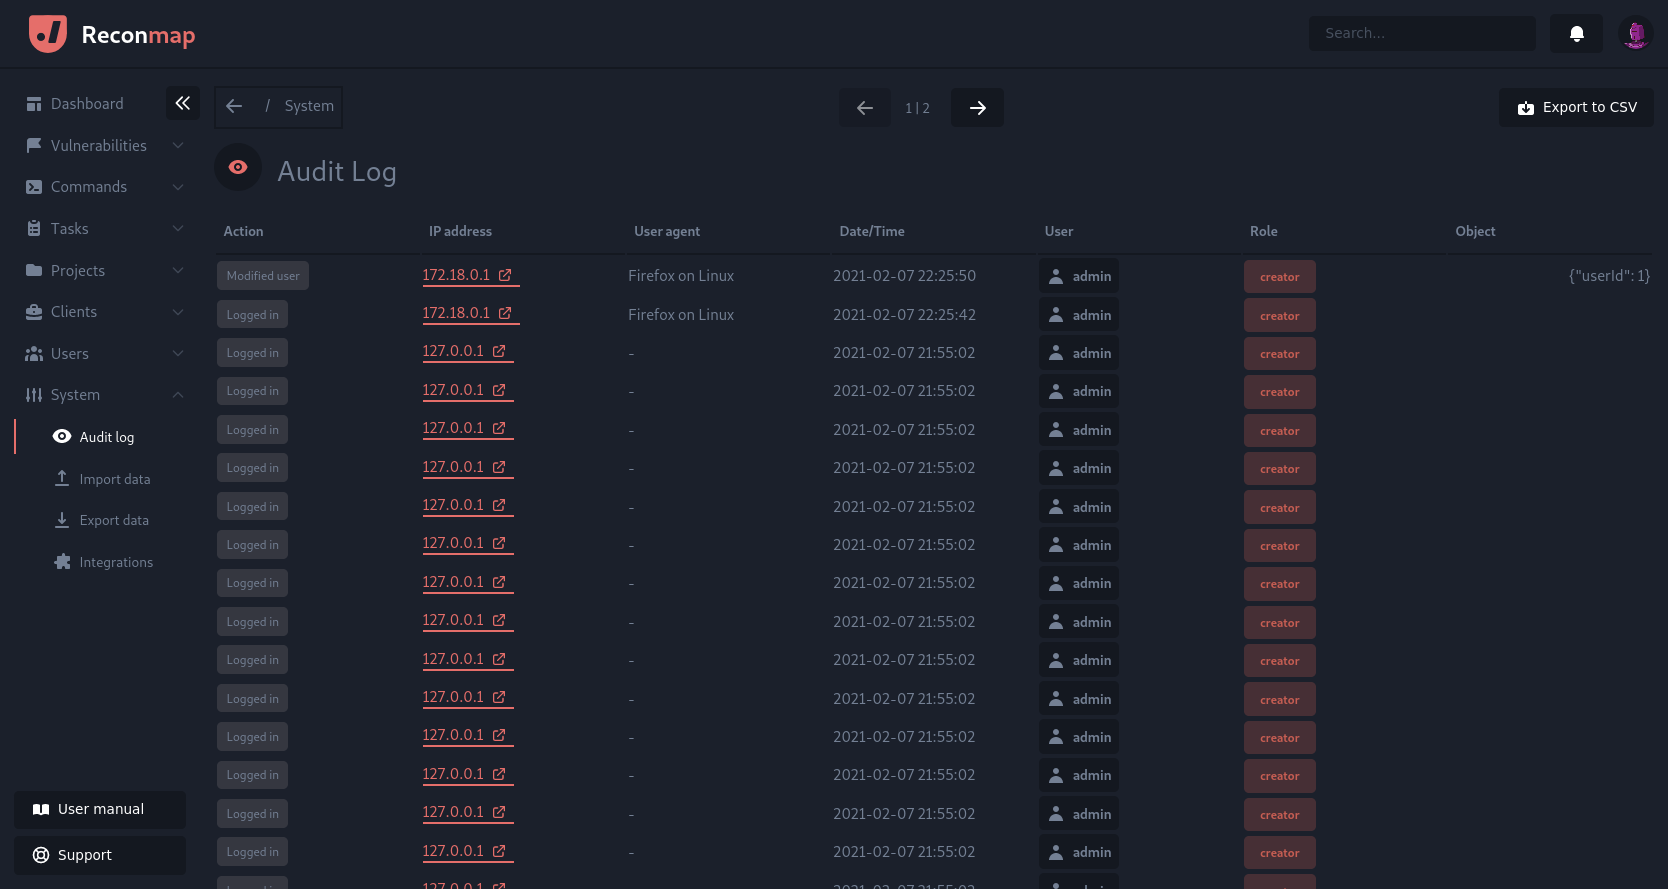 Reconmap
Search...
Dashboard
Vulnerabilities
Commands
Tasks
Projects
Clients
Users
System
Audit log
Import data
Export data
Integrations
User manual
Support
/ System
1 | 2
Export to CSV
Audit Log
Action IP address User agent Date/Time User Role Object
Modified user 172.18.0.1 Firefox on Linux 2021-02-07 22:25:50 admin creator {"userId": 1}
Logged in 172.18.0.1 Firefox on Linux 2021-02-07 22:25:42 admin creator
Logged in 127.0.0.1 - 2021-02-07 21:55:02 admin creator
Logged in 127.0.0.1 - 2021-02-07 21:55:02 admin creator
Logged in 127.0.0.1 - 2021-02-07 21:55:02 admin creator
Logged in 127.0.0.1 - 2021-02-07 21:55:02 admin creator
Logged in 127.0.0.1 - 2021-02-07 21:55:02 admin creator
Logged in 127.0.0.1 - 2021-02-07 21:55:02 admin creator
Logged in 127.0.0.1 - 2021-02-07 21:55:02 admin creator
Logged in 127.0.0.1 - 2021-02-07 21:55:02 admin creator
Logged in 127.0.0.1 - 2021-02-07 21:55:02 admin creator
Logged in 127.0.0.1 - 2021-02-07 21:55:02 admin creator
Logged in 127.0.0.1 - 2021-02-07 21:55:02 admin creator
Logged in 127.0.0.1 - 2021-02-07 21:55:02 admin creator
Logged in 127.0.0.1 - 2021-02-07 21:55:02 admin creator
Logged in 127.0.0.1 - 2021-02-07 21:55:02 admin creator